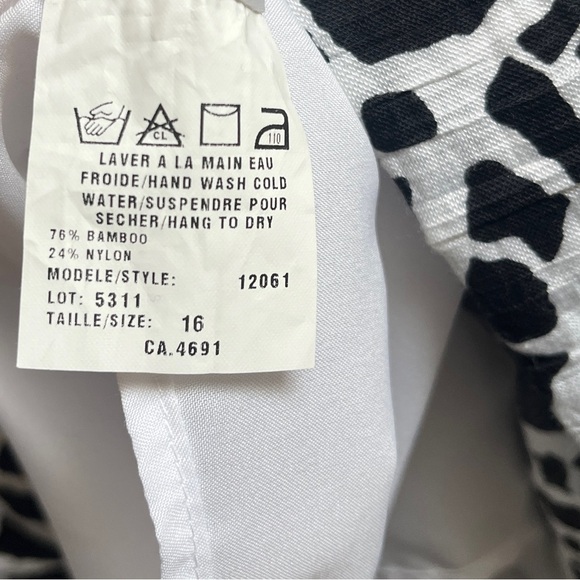 CL 110
LAVER A LA MAIN EAU
FROIDE/HAND WASH COLD
WATER/SUSPENDRE POUR
SECHER/HANG TO DRY
76% BAMBOO
24% NYLON
MODELE/STYLE: 12061
LOT: 5311
TAILLE/SIZE: 16
CA.4691